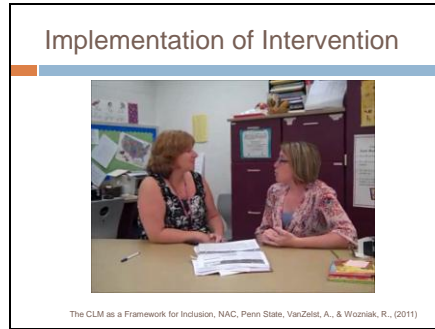 Implementation of Intervention
The CLM as a Framework for Inclusion, NAC, Penn State, VanZelst, A., & Wozniak, R., (2011)